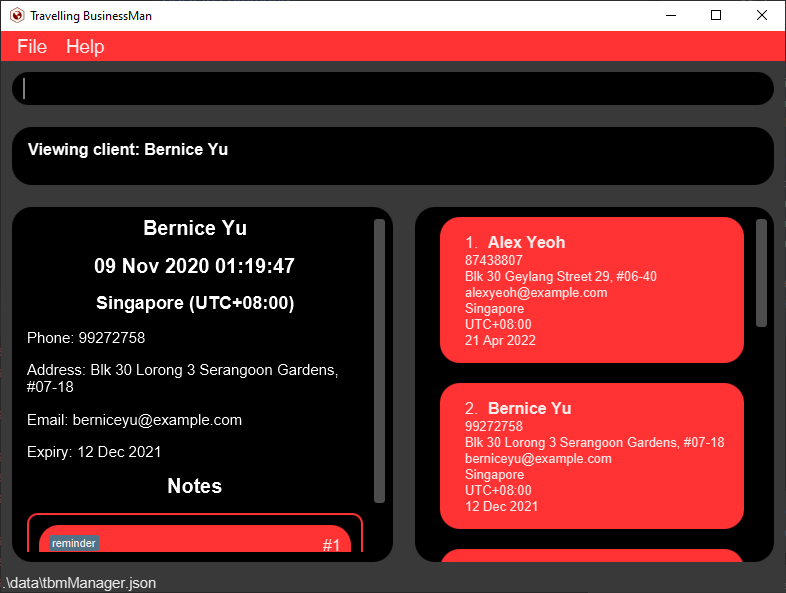 Travelling BusinessMan
File Help
Viewing client: Bernice Yu
Bernice Yu
09 Nov 2020 01:19:47
Singapore (UTC+08:00)
Phone: 99272758
Address: Blk 30 Lorong 3 Serangoon Gardens,
#07-18
Email: berniceyu@example.com
Expiry: 12 Dec 2021
Notes
reminder #1
1. Alex Yeoh
87438807
Blk 30 Geylang Street 29, #06-40
alexyeoh@example.com
Singapore
UTC+08:00
21 Apr 2022
2. Bernice Yu
99272758
Blk 30 Lorong 3 Serangoon Gardens, #07-18
berniceyu@example.com
Singapore
UTC+08:00
12 Dec 2021
.\data\tbmManager.json